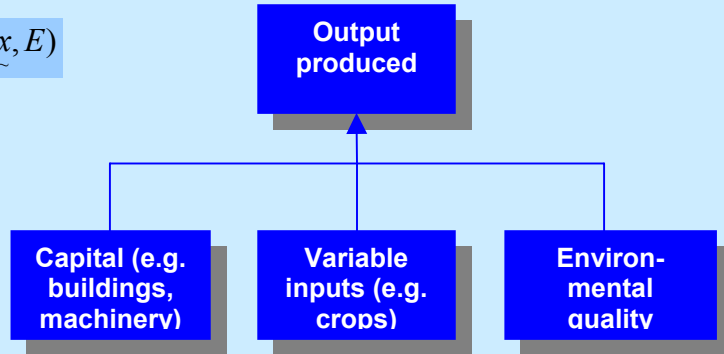 x, E)
Output
produced
Capital (e.g.
buildings,
machinery)
Variable
inputs (e.g.
crops)
Environ-
mental
quality